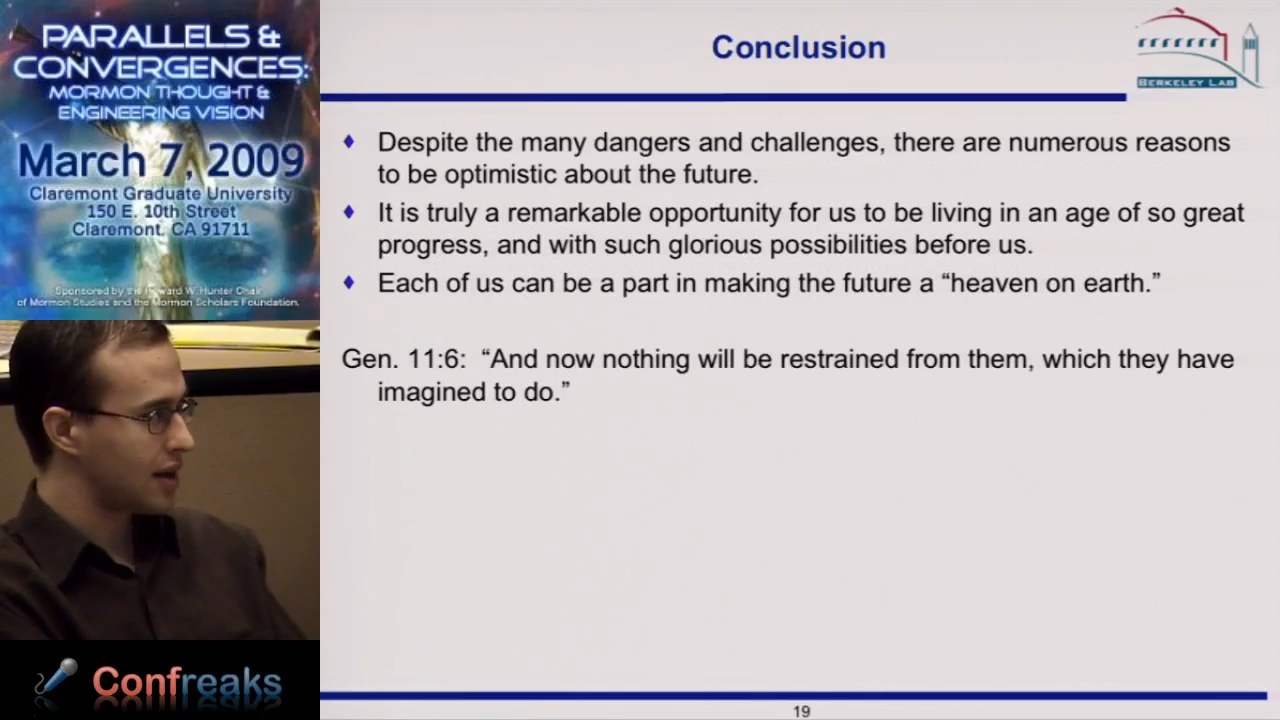 PARALLELS &
CONVERGENCES:
MORMON THOUGHT &
ENGINEERING VISION
March 7, 2009
Claremont Graduate University
150 E. 10th Street
Claremont, CA 91711
Sponsored by the Howard W. Hunter Chair
of Mormon Studies and the Mormon Scholars Foundation.
Confreaks
Conclusion
BERKELEY LAB
♦ Despite the many dangers and challenges, there are numerous reasons
to be optimistic about the future.
♦ It is truly a remarkable opportunity for us to be living in an age of so great
progress, and with such glorious possibilities before us.
♦ Each of us can be a part in making the future a “heaven on earth.”
Gen. 11:6: “And now nothing will be restrained from them, which they have
imagined to do.”
19